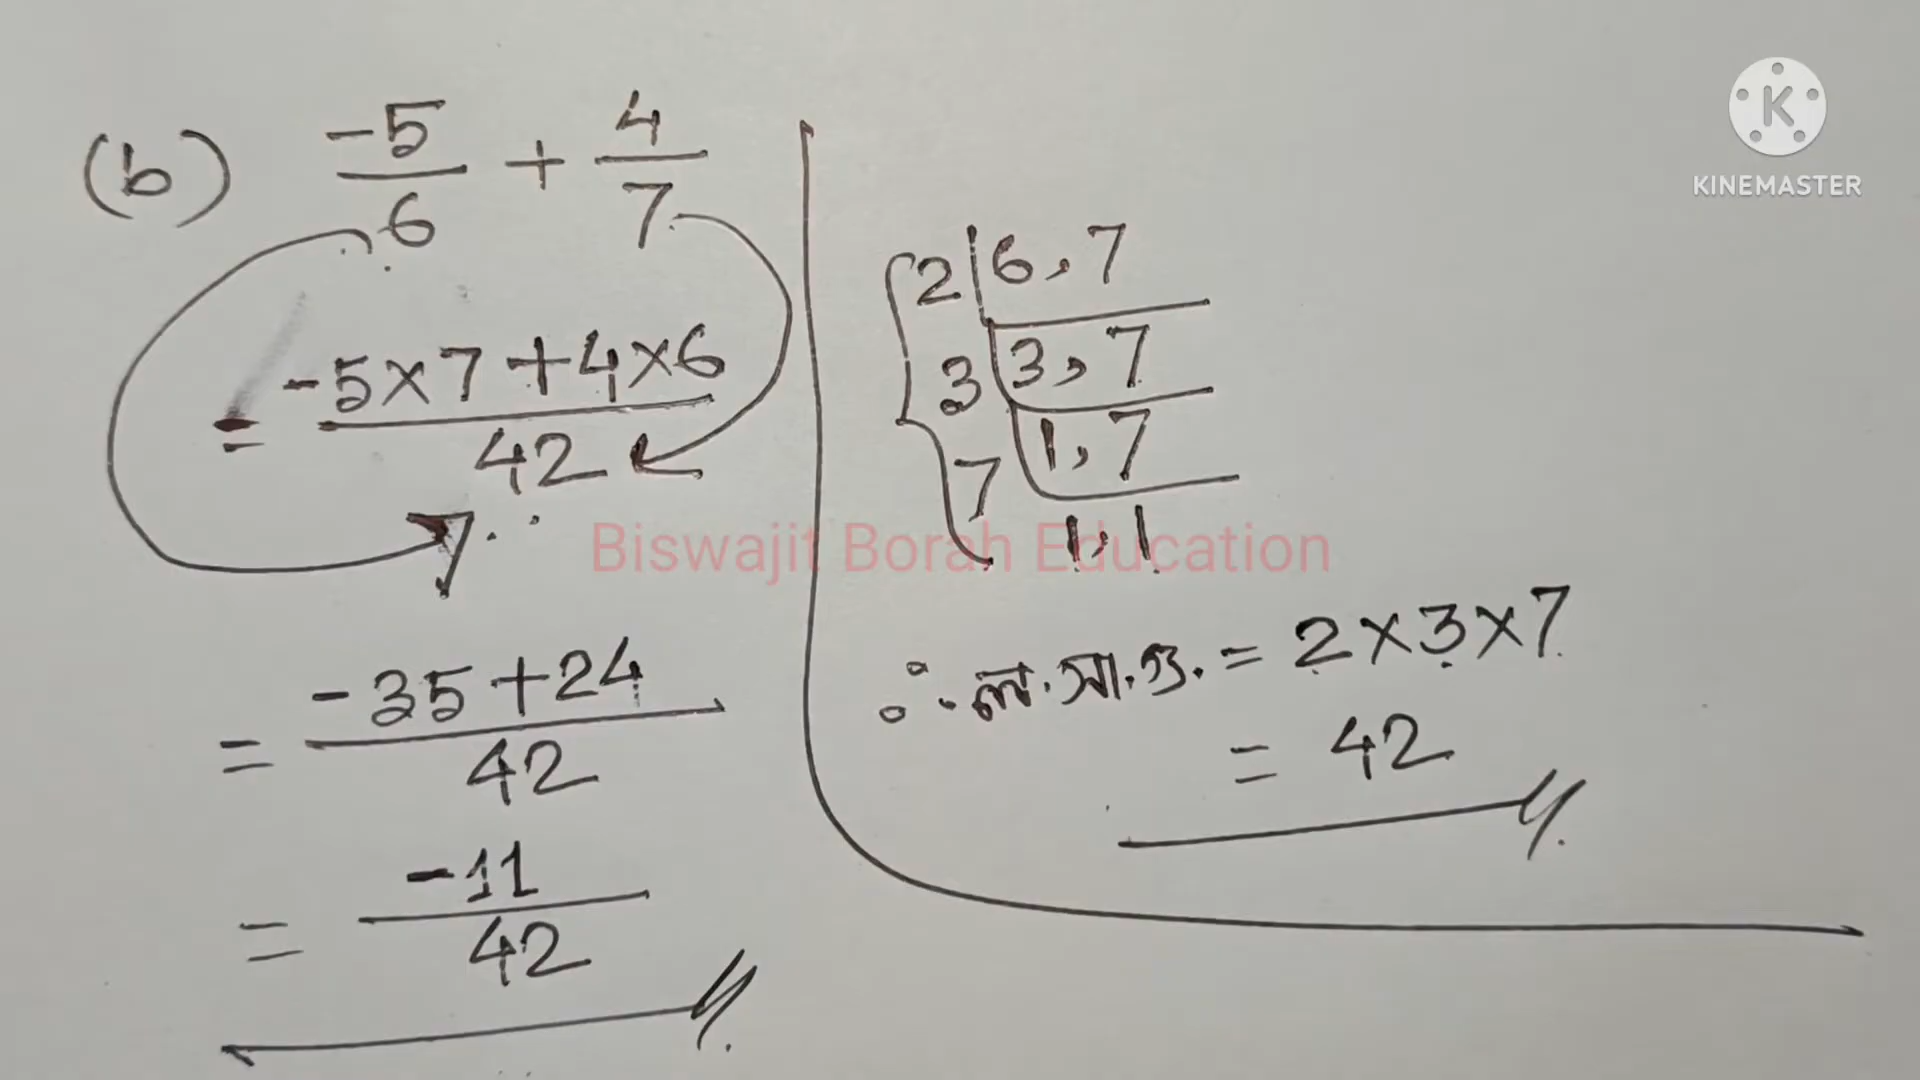 (b) -5/6 + 4/7
= -5×7+4×6/42
= -35+24/42
= -11/42
2 | 6, 7
3 | 3, 7
7 | 1, 7
1, 1
∴ ল.সা.গু. = 2×3×7
= 42
Biswajit Borah Education
KINEMASTER